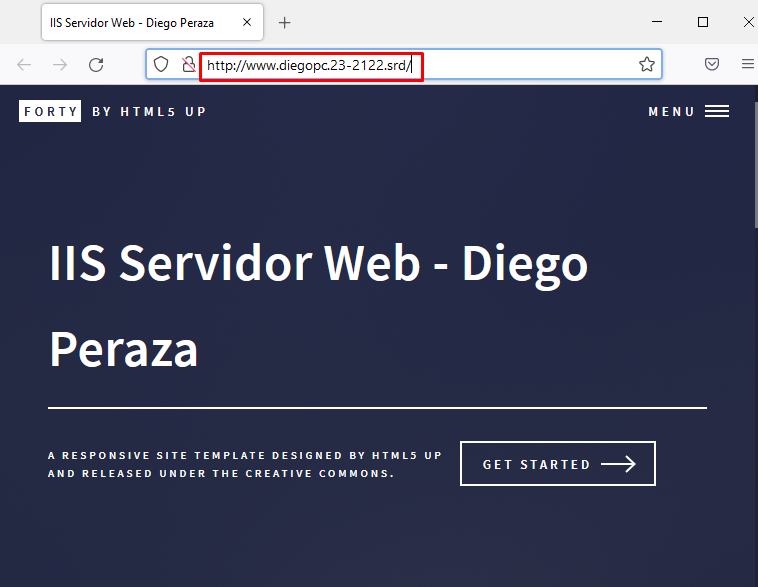 IIS Servidor Web - Diego Peraza
http://www.diegopc.23-2122.srd/
FORTY BY HTML5 UP
MENU
IIS Servidor Web - Diego
Peraza
A RESPONSIVE SITE TEMPLATE DESIGNED BY HTML5 UP
AND RELEASED UNDER THE CREATIVE COMMONS.
GET STARTED